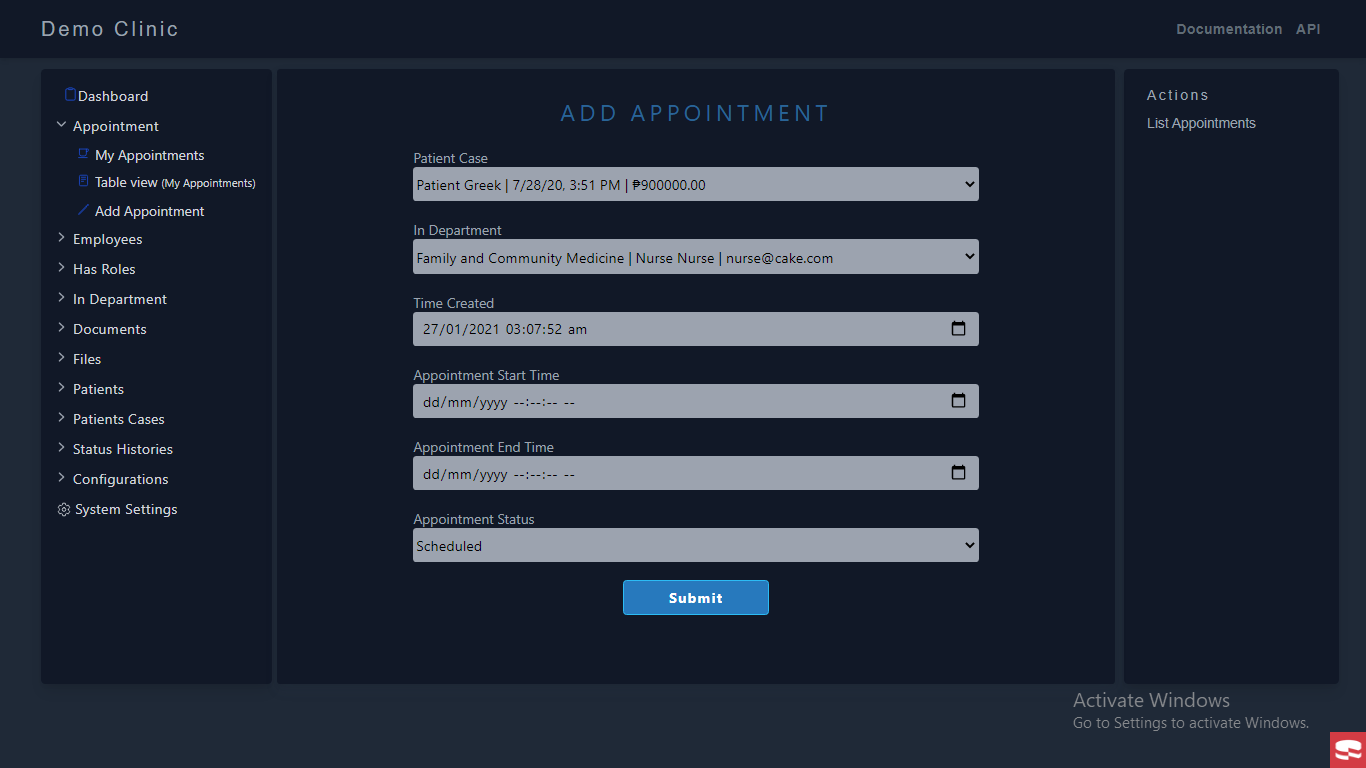 Demo Clinic
Documentation API
Dashboard
Appointment
My Appointments
Table view (My Appointments)
Add Appointment
Employees
Has Roles
In Department
Documents
Files
Patients
Patients Cases
Status Histories
Configurations
System Settings
ADD APPOINTMENT
Patient Case
Patient Greek | 7/28/20, 3:51 PM | ₱900000.00
In Department
Family and Community Medicine | Nurse Nurse | nurse@cake.com
Time Created
27/01/2021 03:07:52 am
Appointment Start Time
dd/mm/yyyy --:--:-- --
Appointment End Time
dd/mm/yyyy --:--:-- --
Appointment Status
Scheduled
Submit
Actions
List Appointments
Activate Windows
Go to Settings to activate Windows.